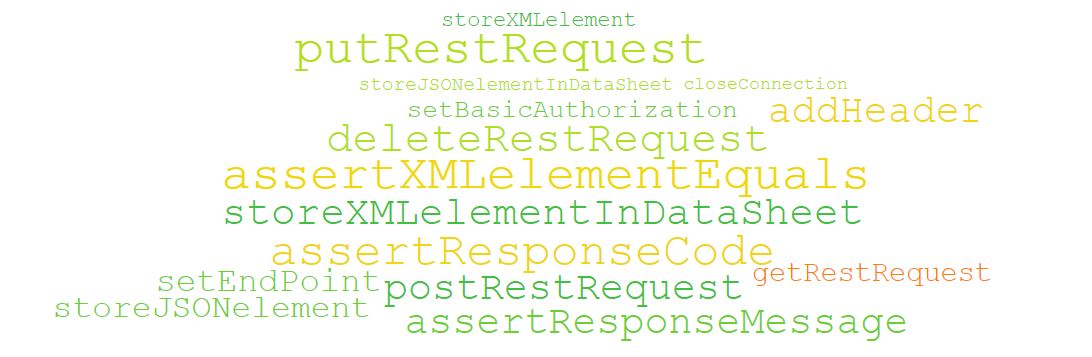 storeXMLelement
putRestRequest
storeJSONelementInDataSheet closeConnection
setBasicAuthorization addHeader
deleteRestRequest
assertXMLelementEquals
storeXMLelementInDataSheet
assertResponseCode
setEndPoint postRestRequest getRestRequest
storeJSONelement assertResponseMessage